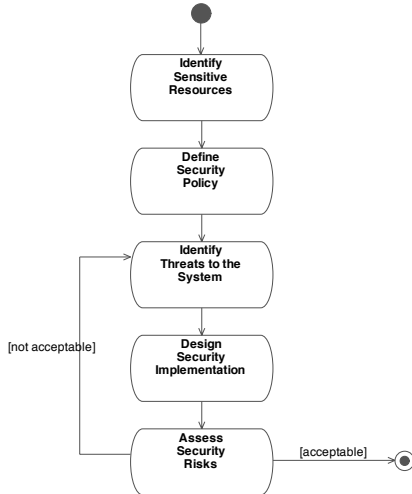 Identify
Sensitive
Resources
Define
Security
Policy
Identify
Threats to the
System
[not acceptable]
Design
Security
Implementation
Assess
Security
Risks
[acceptable]